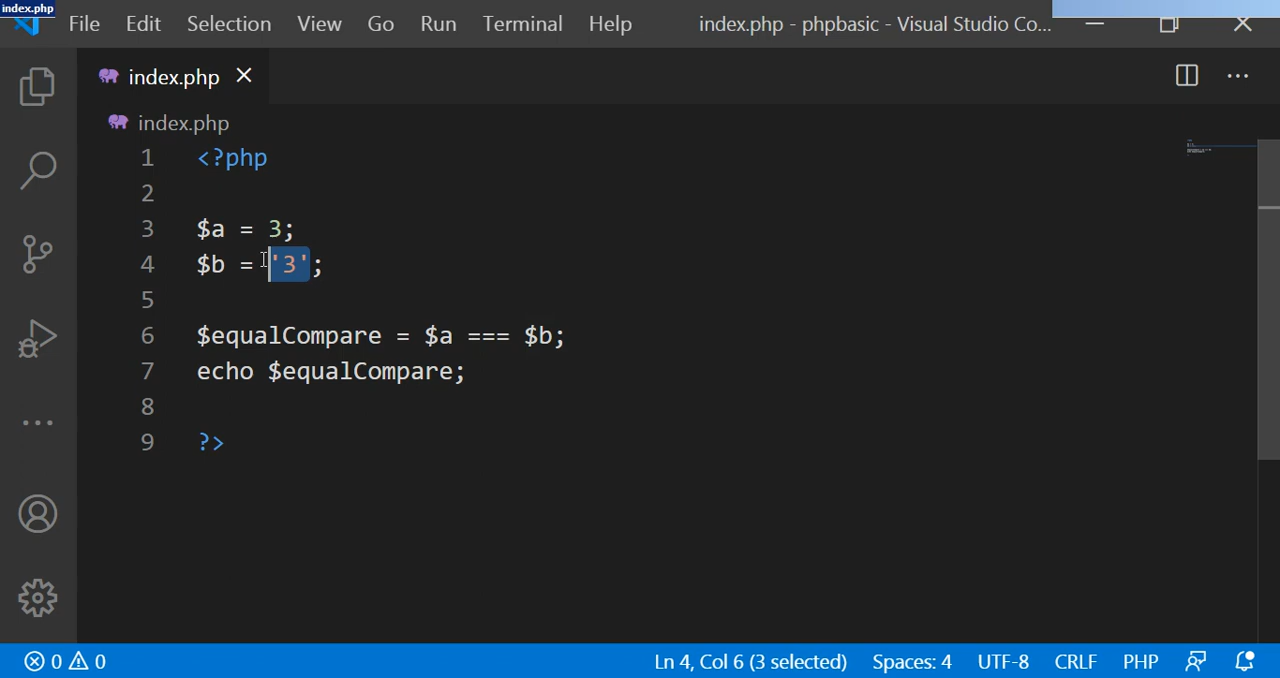 index.php
File Edit Selection View Go Run Terminal Help index.php - phpbasic - Visual Studio Co...
index.php
index.php
1 <?php
2
3 $a = 3;
4 $b = '3';
5
6 $equalCompare = $a === $b;
7 echo $equalCompare;
8
9 ?>
0 0 Ln 4, Col 6 (3 selected) Spaces: 4 UTF-8 CRLF PHP